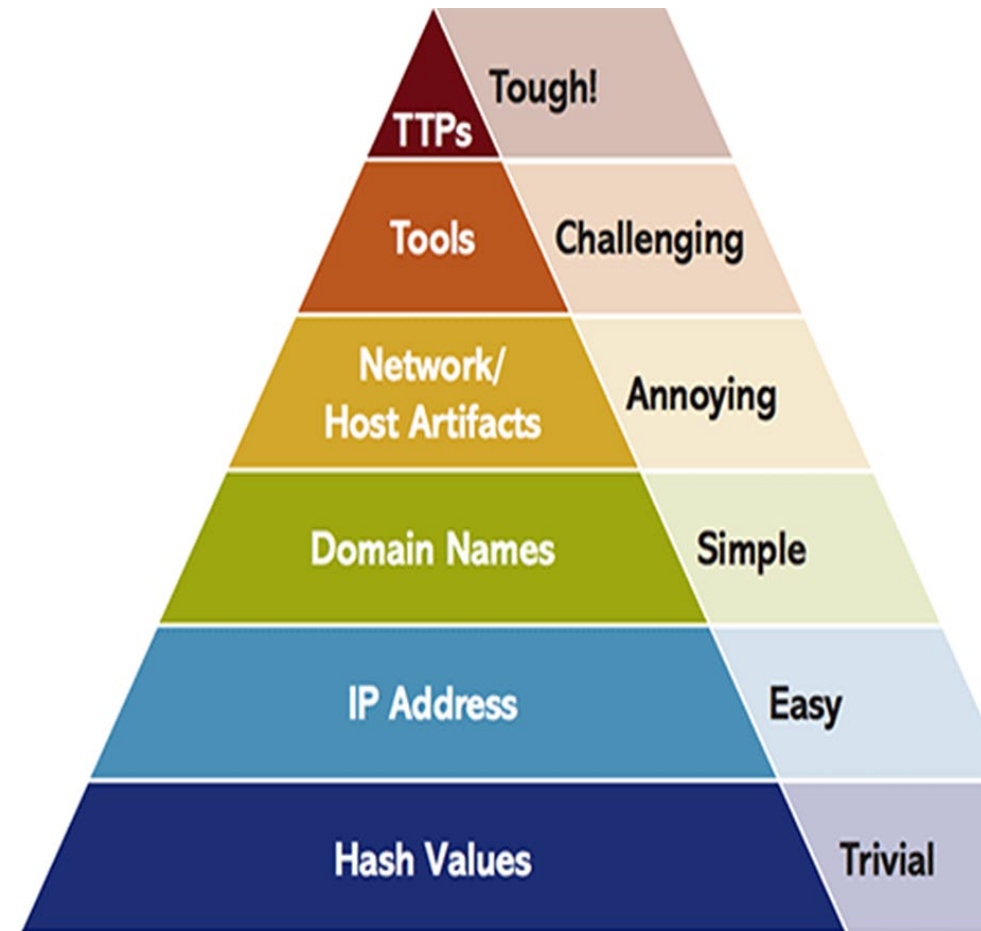 TTPs
Tough!
Tools
Challenging
Network/
Host Artifacts
Annoying
Domain Names
Simple
IP Address
Easy
Hash Values
Trivial